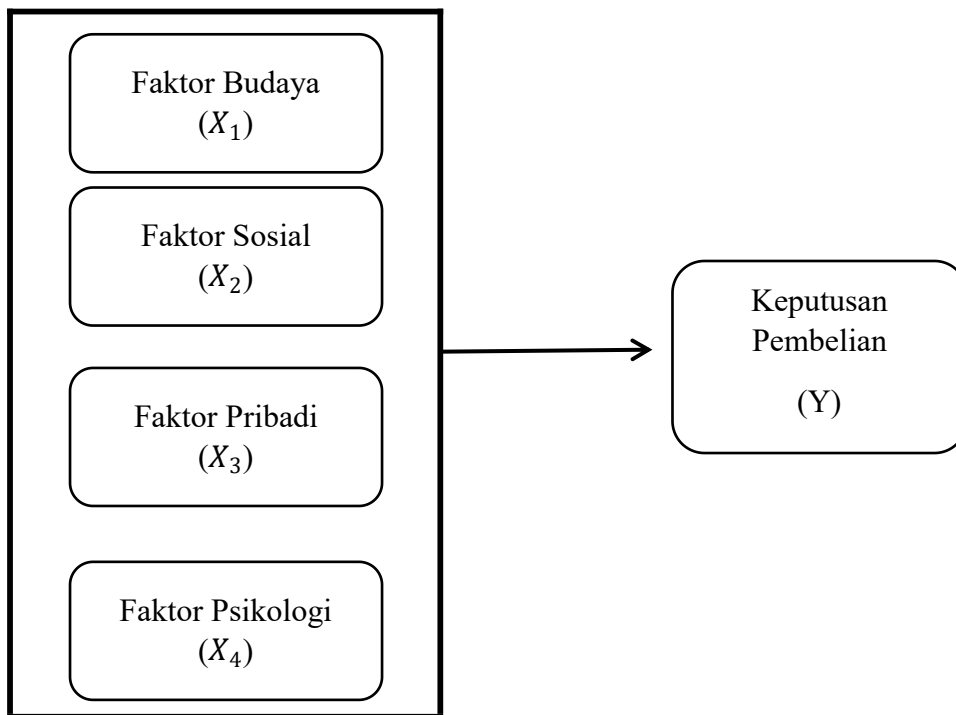 Faktor Budaya
(𝑋₁)
Faktor Sosial
(𝑋₂)
Faktor Pribadi
(𝑋₃)
Faktor Psikologi
(𝑋₄)
Keputusan
Pembelian
(Y)